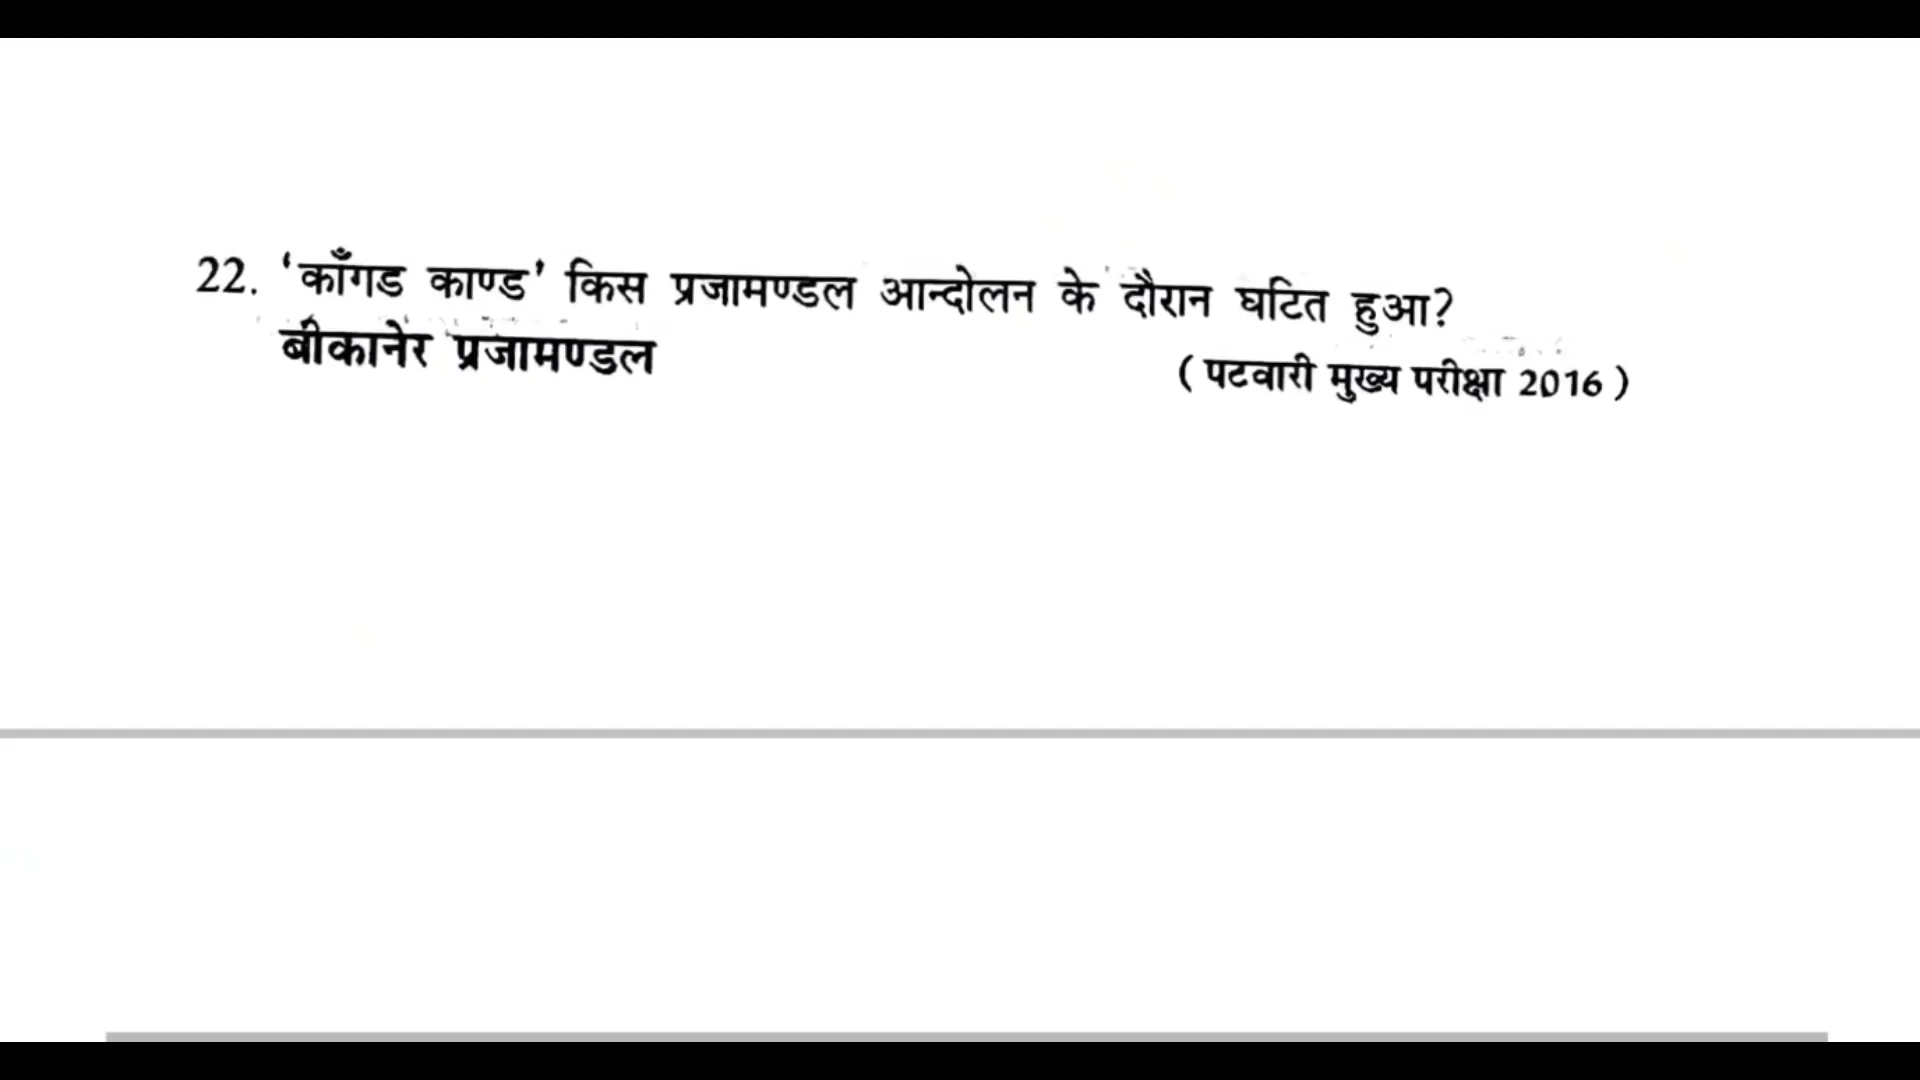 22. ‘काँगड काण्ड’ किस प्रजामण्डल आन्दोलन के दौरान घटित हुआ?
बीकानेर प्रजामण्डल
( पटवारी मुख्य परीक्षा 2016 )